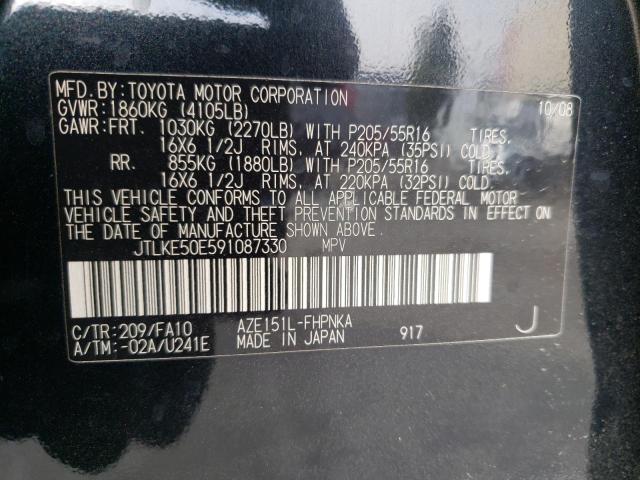 MFD. BY: TOYOTA MOTOR CORPORATION 10/08
GVWR: 1860KG (4105LB)
GAWR: FRT. 1030KG (2270LB) WITH P205/55R16 TIRES,
16X6 1/2J RIMS, AT 240KPA (35PSI) COLD.
RR. 855KG (1880LB) WITH P205/55R16 TIRES,
16X6 1/2J RIMS, AT 220KPA (32PSI) COLD.
THIS VEHICLE CONFORMS TO ALL APPLICABLE FEDERAL MOTOR
VEHICLE SAFETY AND THEFT PREVENTION STANDARDS IN EFFECT ON
THE DATE OF MANUFACTURE SHOWN ABOVE.
JTLKE50E591087330 MPV
C/TR: 209/FA10 AZE151L-FHPNKA
A/TM: -02A/U241E MADE IN JAPAN 917 J